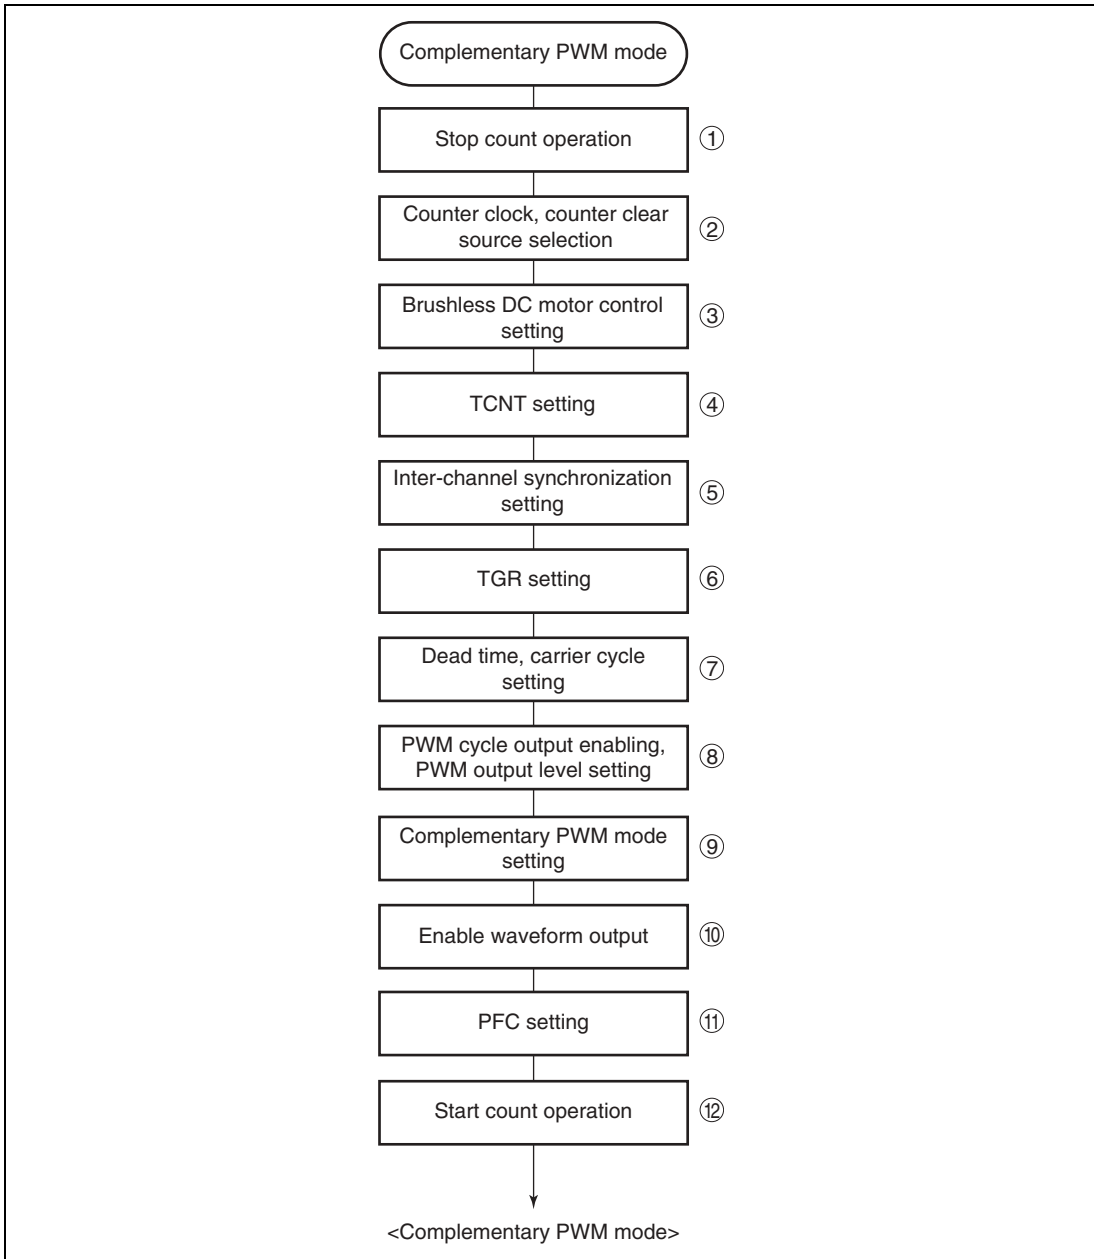 Complementary PWM mode
Stop count operation
①
Counter clock, counter clear
source selection
②
Brushless DC motor control
setting
③
TCNT setting
④
Inter-channel synchronization
setting
⑤
TGR setting
⑥
Dead time, carrier cycle
setting
⑦
PWM cycle output enabling,
PWM output level setting
⑧
Complementary PWM mode
setting
⑨
Enable waveform output
⑩
PFC setting
⑪
Start count operation
⑫
<Complementary PWM mode>